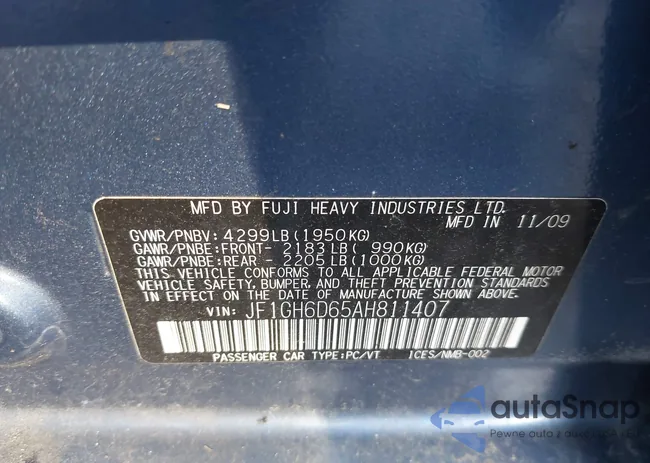 MFD BY FUJI HEAVY INDUSTRIES LTD.
MFD IN 11/09
GVWR/PNBV: 4299LB(1950KG)
GAWR/PNBE:FRONT- 2183LB( 990KG)
GAWR/PNBE:REAR - 2205LB(1000KG)
THIS VEHICLE CONFORMS TO ALL APPLICABLE FEDERAL MOTOR
VEHICLE SAFETY, BUMPER, AND THEFT PREVENTION STANDARDS
IN EFFECT ON THE DATE OF MANUFACTURE SHOWN ABOVE.
VIN: JF1GH6D65AH811407
PASSENGER CAR TYPE:PC/VT ICES/NMB-002
autaSnap
Pewne auta z aukcji